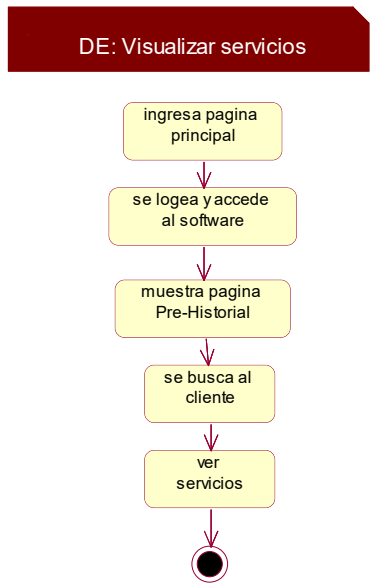 DE: Visualizar servicios
ingresa pagina
principal
se logea y accede
al software
muestra pagina
Pre-Historial
se busca al
cliente
ver
servicios